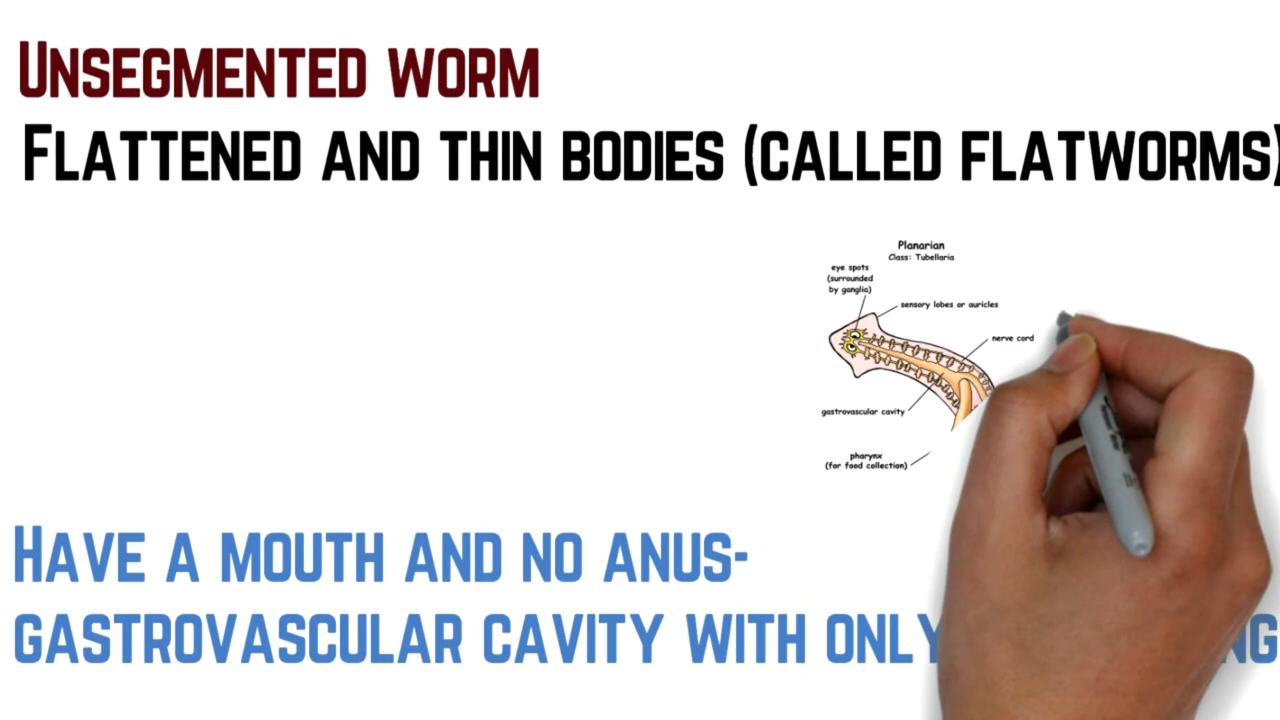 Unsegmented worm
Flattened and thin bodies (called flatworms)
Planarian
Class: Tubellaria
eye spots
(surrounded
by ganglia)
sensory lobes or auricles
nerve cord
gastrovascular cavity
pharynx
(for food collection)
Have a mouth and no anus-
gastrovascular cavity with only